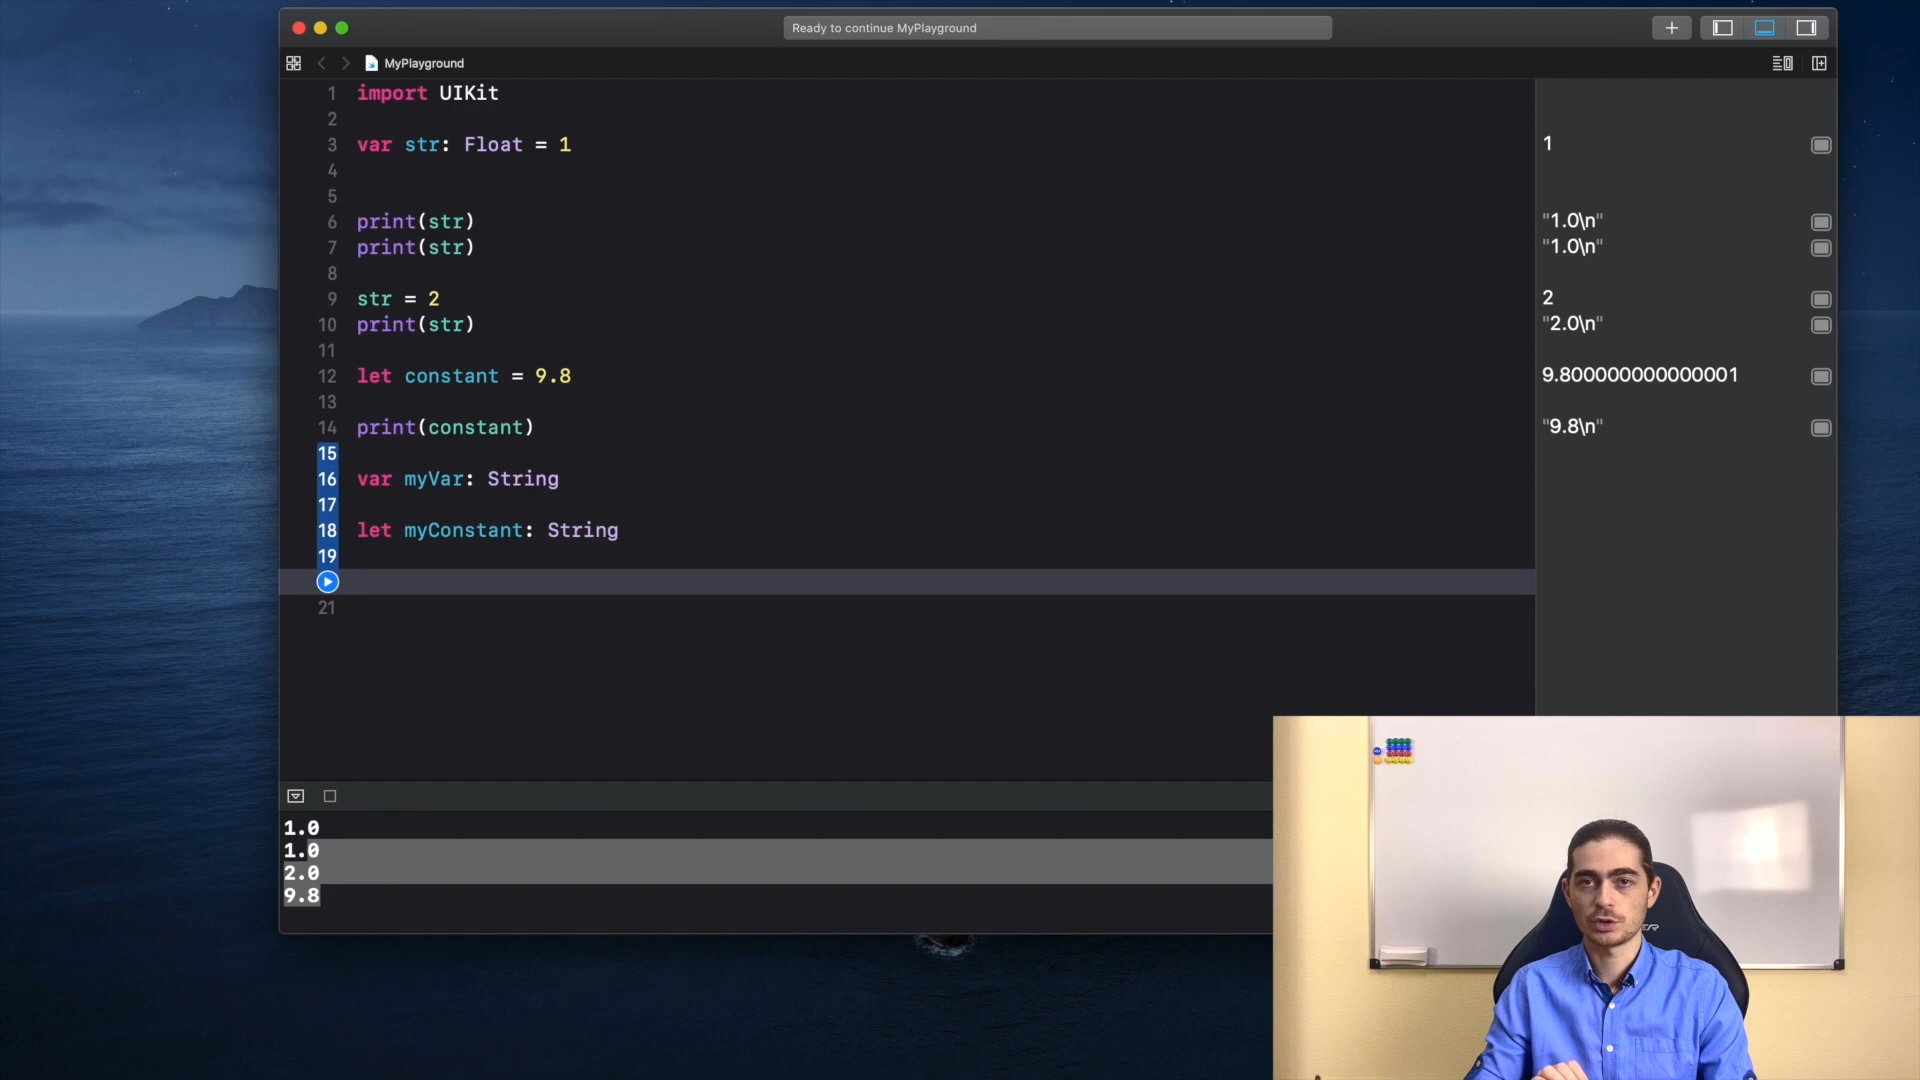 Ready to continue MyPlayground
MyPlayground
1 import UIKit
2
3 var str: Float = 1
1
4
5
6 print(str)
"1.0\n"
7 print(str)
"1.0\n"
8
9 str = 2
2
10 print(str)
"2.0\n"
11
12 let constant = 9.8
9.800000000000001
13
14 print(constant)
"9.8\n"
15
16 var myVar: String
17
18 let myConstant: String
19
21
1.0
1.0
2.0
9.8